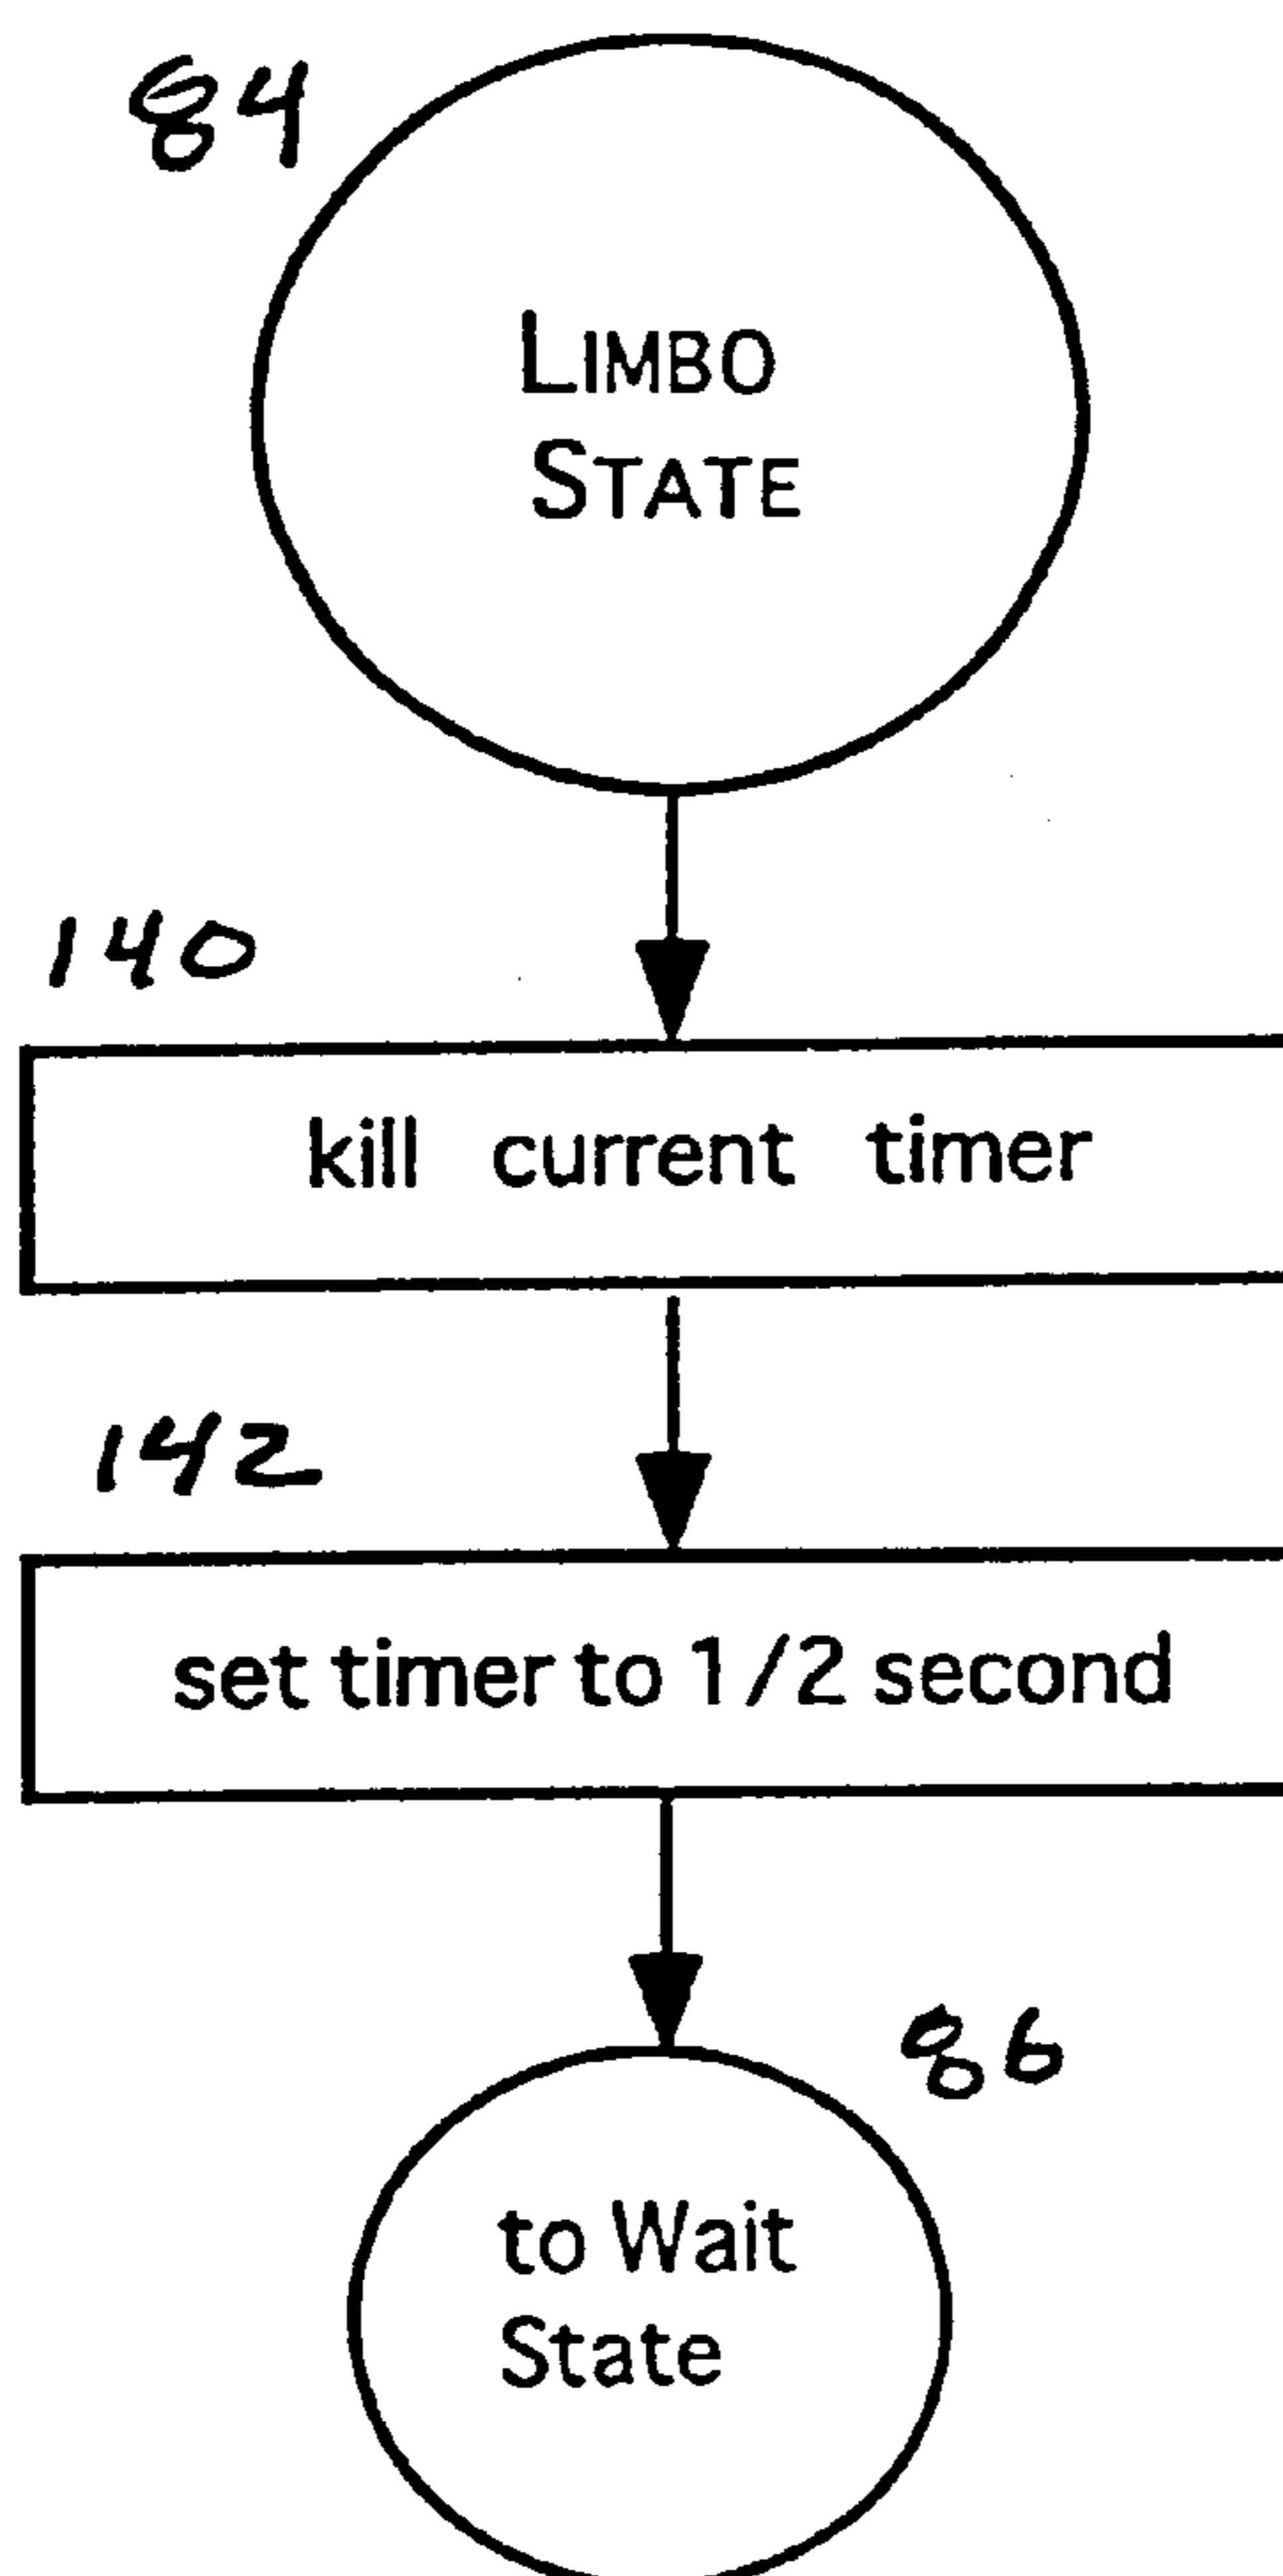 84
LIMBO
STATE
140
kill current timer
142
set timer to 1/2 second
86
to Wait
State